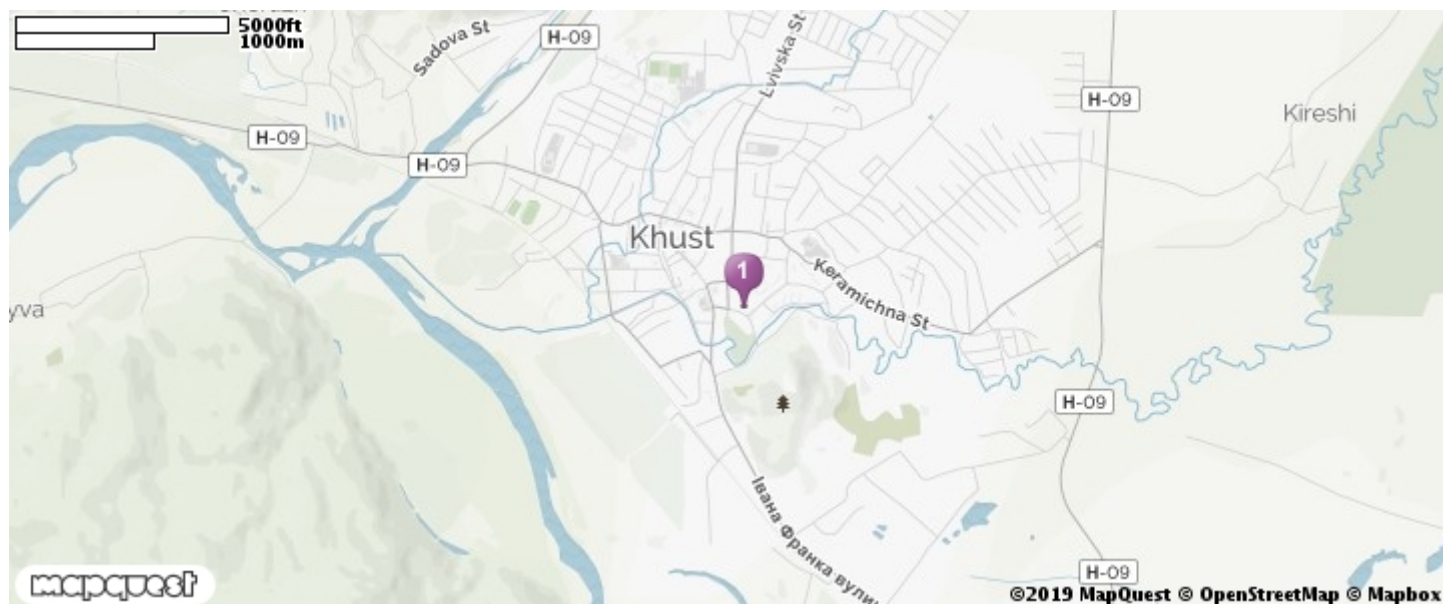 5000ft
1000m
Sadova St
H-09
Lvivska St
H-09
Kireshi
H-09
H-09
Khust
1
Keramichna St
yva
H-09
Івана Франка вули
H-09
mapquest
©2019 MapQuest © OpenStreetMap © Mapbox